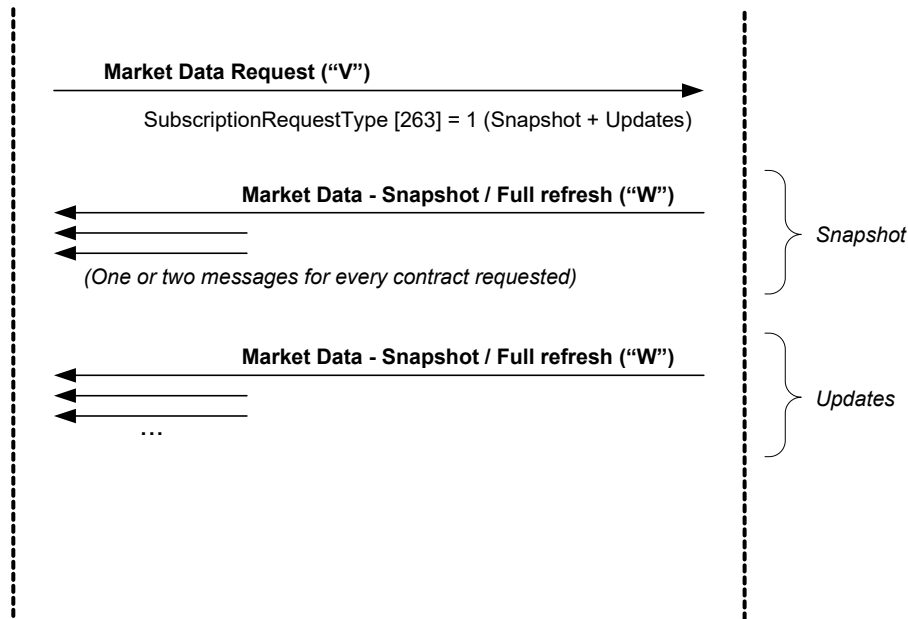 Market Data Request (“V”)
SubscriptionRequestType [263] = 1 (Snapshot + Updates)
Market Data - Snapshot / Full refresh (“W”)
Snapshot
(One or two messages for every contract requested)
Market Data - Snapshot / Full refresh (“W”)
Updates
…